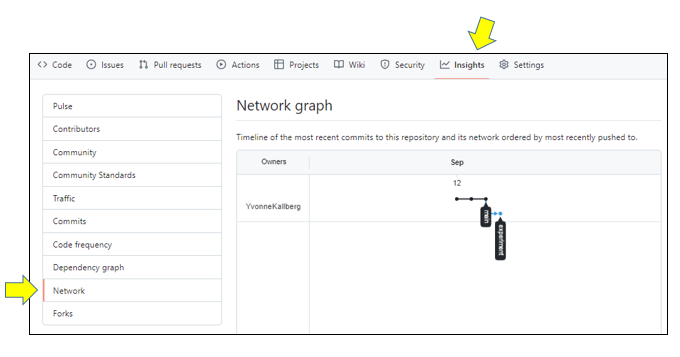 Code Issues Pull requests Actions Projects Wiki Security Insights Settings
Pulse
Contributors
Community
Community Standards
Traffic
Commits
Code frequency
Dependency graph
Network
Forks
Network graph
Timeline of the most recent commits to this repository and its network ordered by most recently pushed to.
Owners Sep
12
YvonneKallberg
main
experiment